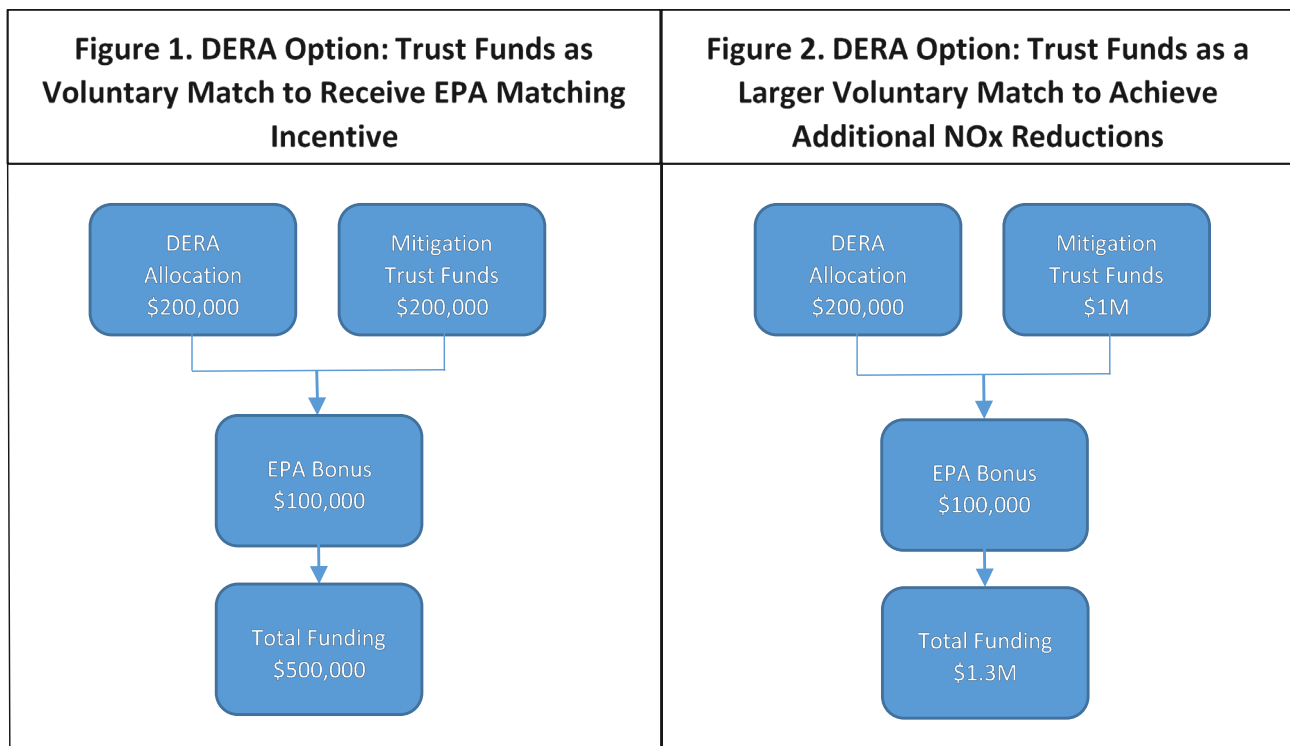 Figure 1. DERA Option: Trust Funds as
Voluntary Match to Receive EPA Matching
Incentive
Figure 2. DERA Option: Trust Funds as a
Larger Voluntary Match to Achieve
Additional NOx Reductions
DERA
Allocation
$200,000
Mitigation
Trust Funds
$200,000
EPA Bonus
$100,000
Total Funding
$500,000
DERA
Allocation
$200,000
Mitigation
Trust Funds
$1M
EPA Bonus
$100,000
Total Funding
$1.3M